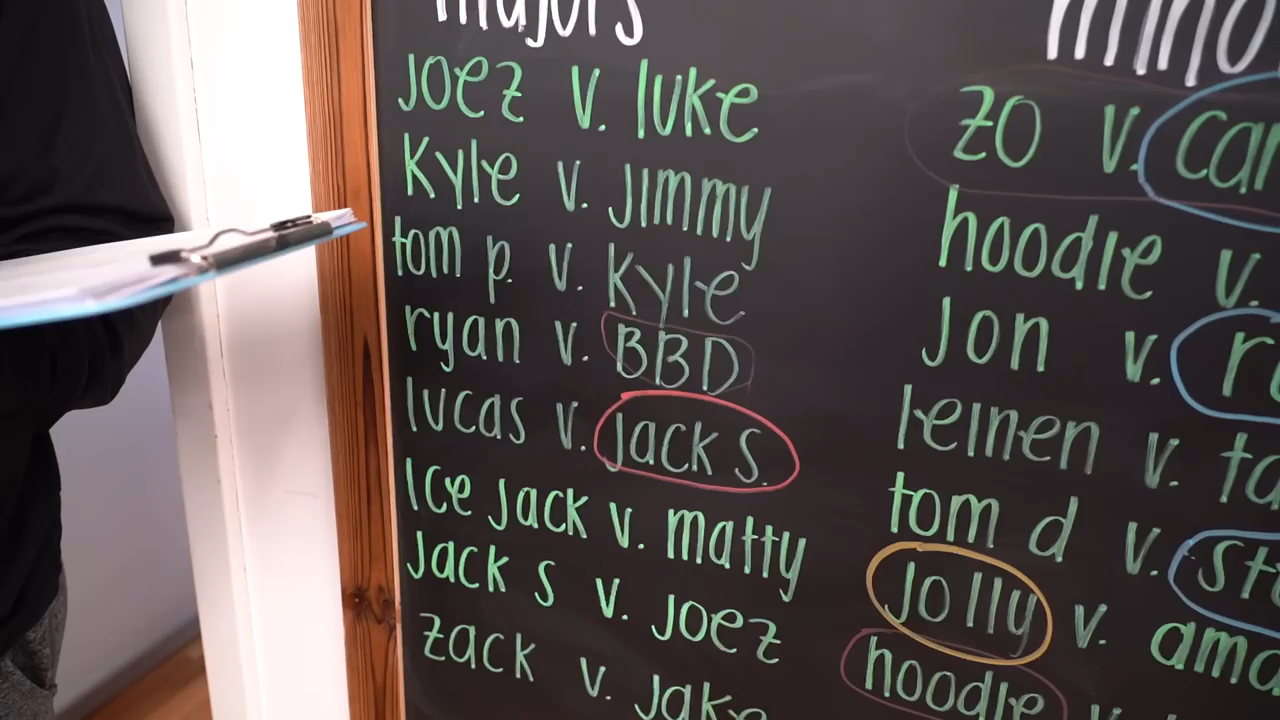 majors
Joez v. luke
Kyle v. Jimmy
tom p. v. Kyle
ryan v. BBD
lucas v. Jack S.
Ice Jack v. matty
Jack S v. Joez
zack v. Jake
zo v.
hoodie v.
Jon v.
leinen v.
tom d v.
Jolly v.
hoodie v.